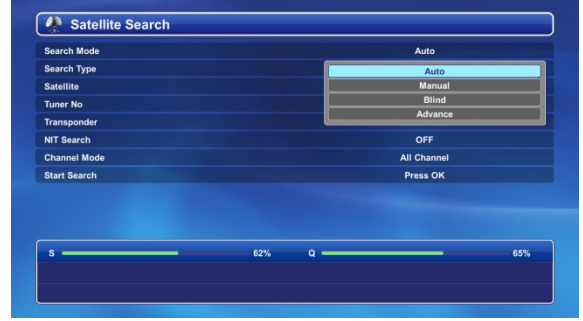 Satellite Search
Search Mode Auto
Search Type Auto
Satellite Manual
Tuner No Blind
Transponder Advance
NIT Search OFF
Channel Mode All Channel
Start Search Press OK
S 62% Q 65%